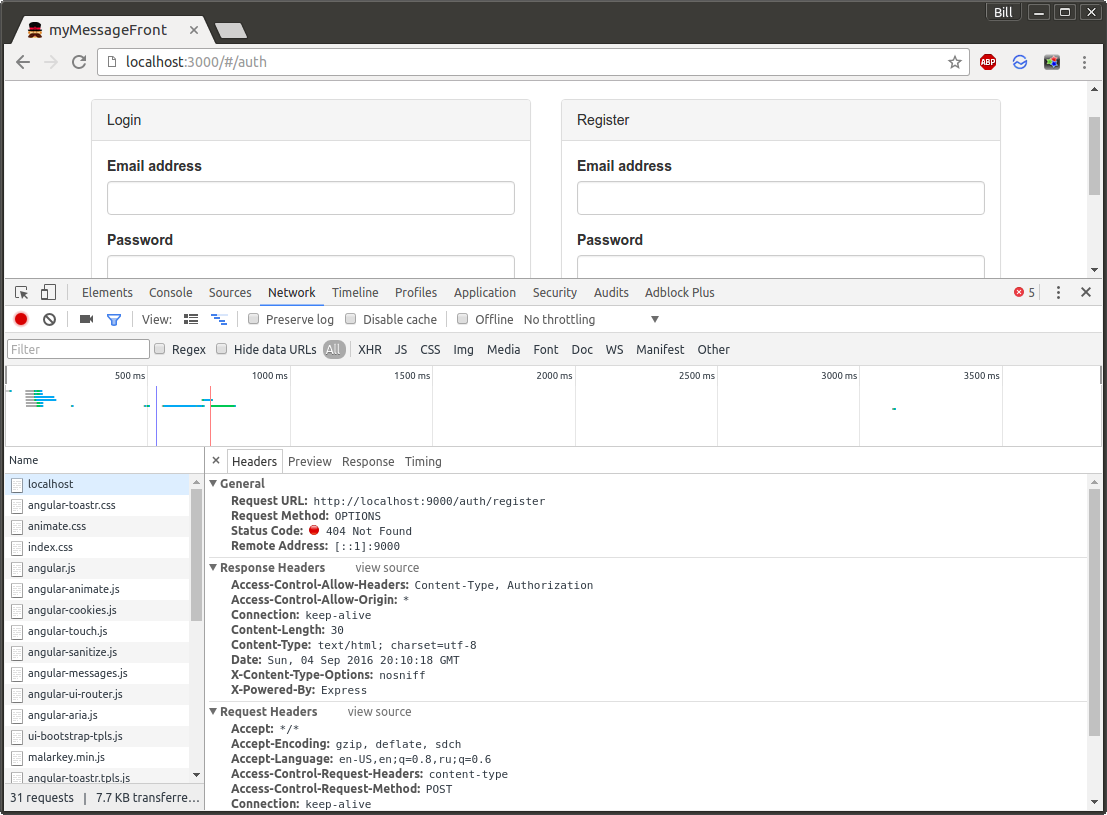 Bill
myMessageFront
localhost:3000/#/auth
ABP
Login
Register
Email address
Email address
Password
Password
Elements Console Sources Network Timeline Profiles Application Security Audits Adblock Plus 5
View: Preserve log Disable cache Offline No throttling
Filter Regex Hide data URLs All XHR JS CSS Img Media Font Doc WS Manifest Other
500 ms 1000 ms 1500 ms 2000 ms 2500 ms 3000 ms 3500 ms
Name
localhost
angular-toastr.css
animate.css
index.css
angular.js
angular-animate.js
angular-cookies.js
angular-touch.js
angular-sanitize.js
angular-messages.js
angular-ui-router.js
angular-aria.js
ui-bootstrap-tpls.js
malarkey.min.js
angular-toastr.tpls.js
31 requests | 7.7 KB transferre...
Headers Preview Response Timing
General
Request URL: http://localhost:9000/auth/register
Request Method: OPTIONS
Status Code: 404 Not Found
Remote Address: [::1]:9000
Response Headers view source
Access-Control-Allow-Headers: Content-Type, Authorization
Access-Control-Allow-Origin: *
Connection: keep-alive
Content-Length: 30
Content-Type: text/html; charset=utf-8
Date: Sun, 04 Sep 2016 20:10:18 GMT
X-Content-Type-Options: nosniff
X-Powered-By: Express
Request Headers view source
Accept: */*
Accept-Encoding: gzip, deflate, sdch
Accept-Language: en-US,en;q=0.8,ru;q=0.6
Access-Control-Request-Headers: content-type
Access-Control-Request-Method: POST
Connection: keep-alive